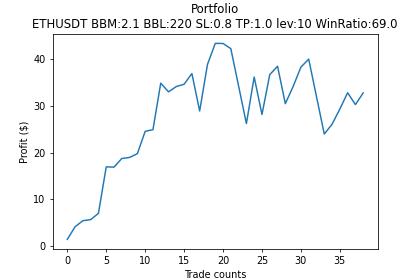 Portfolio
ETHUSDT BBM:2.1 BBL:220 SL:0.8 TP:1.0 lev:10 WinRatio:69.0
Profit ($)
40
30
20
10
0
0 5 10 15 20 25 30 35
Trade counts